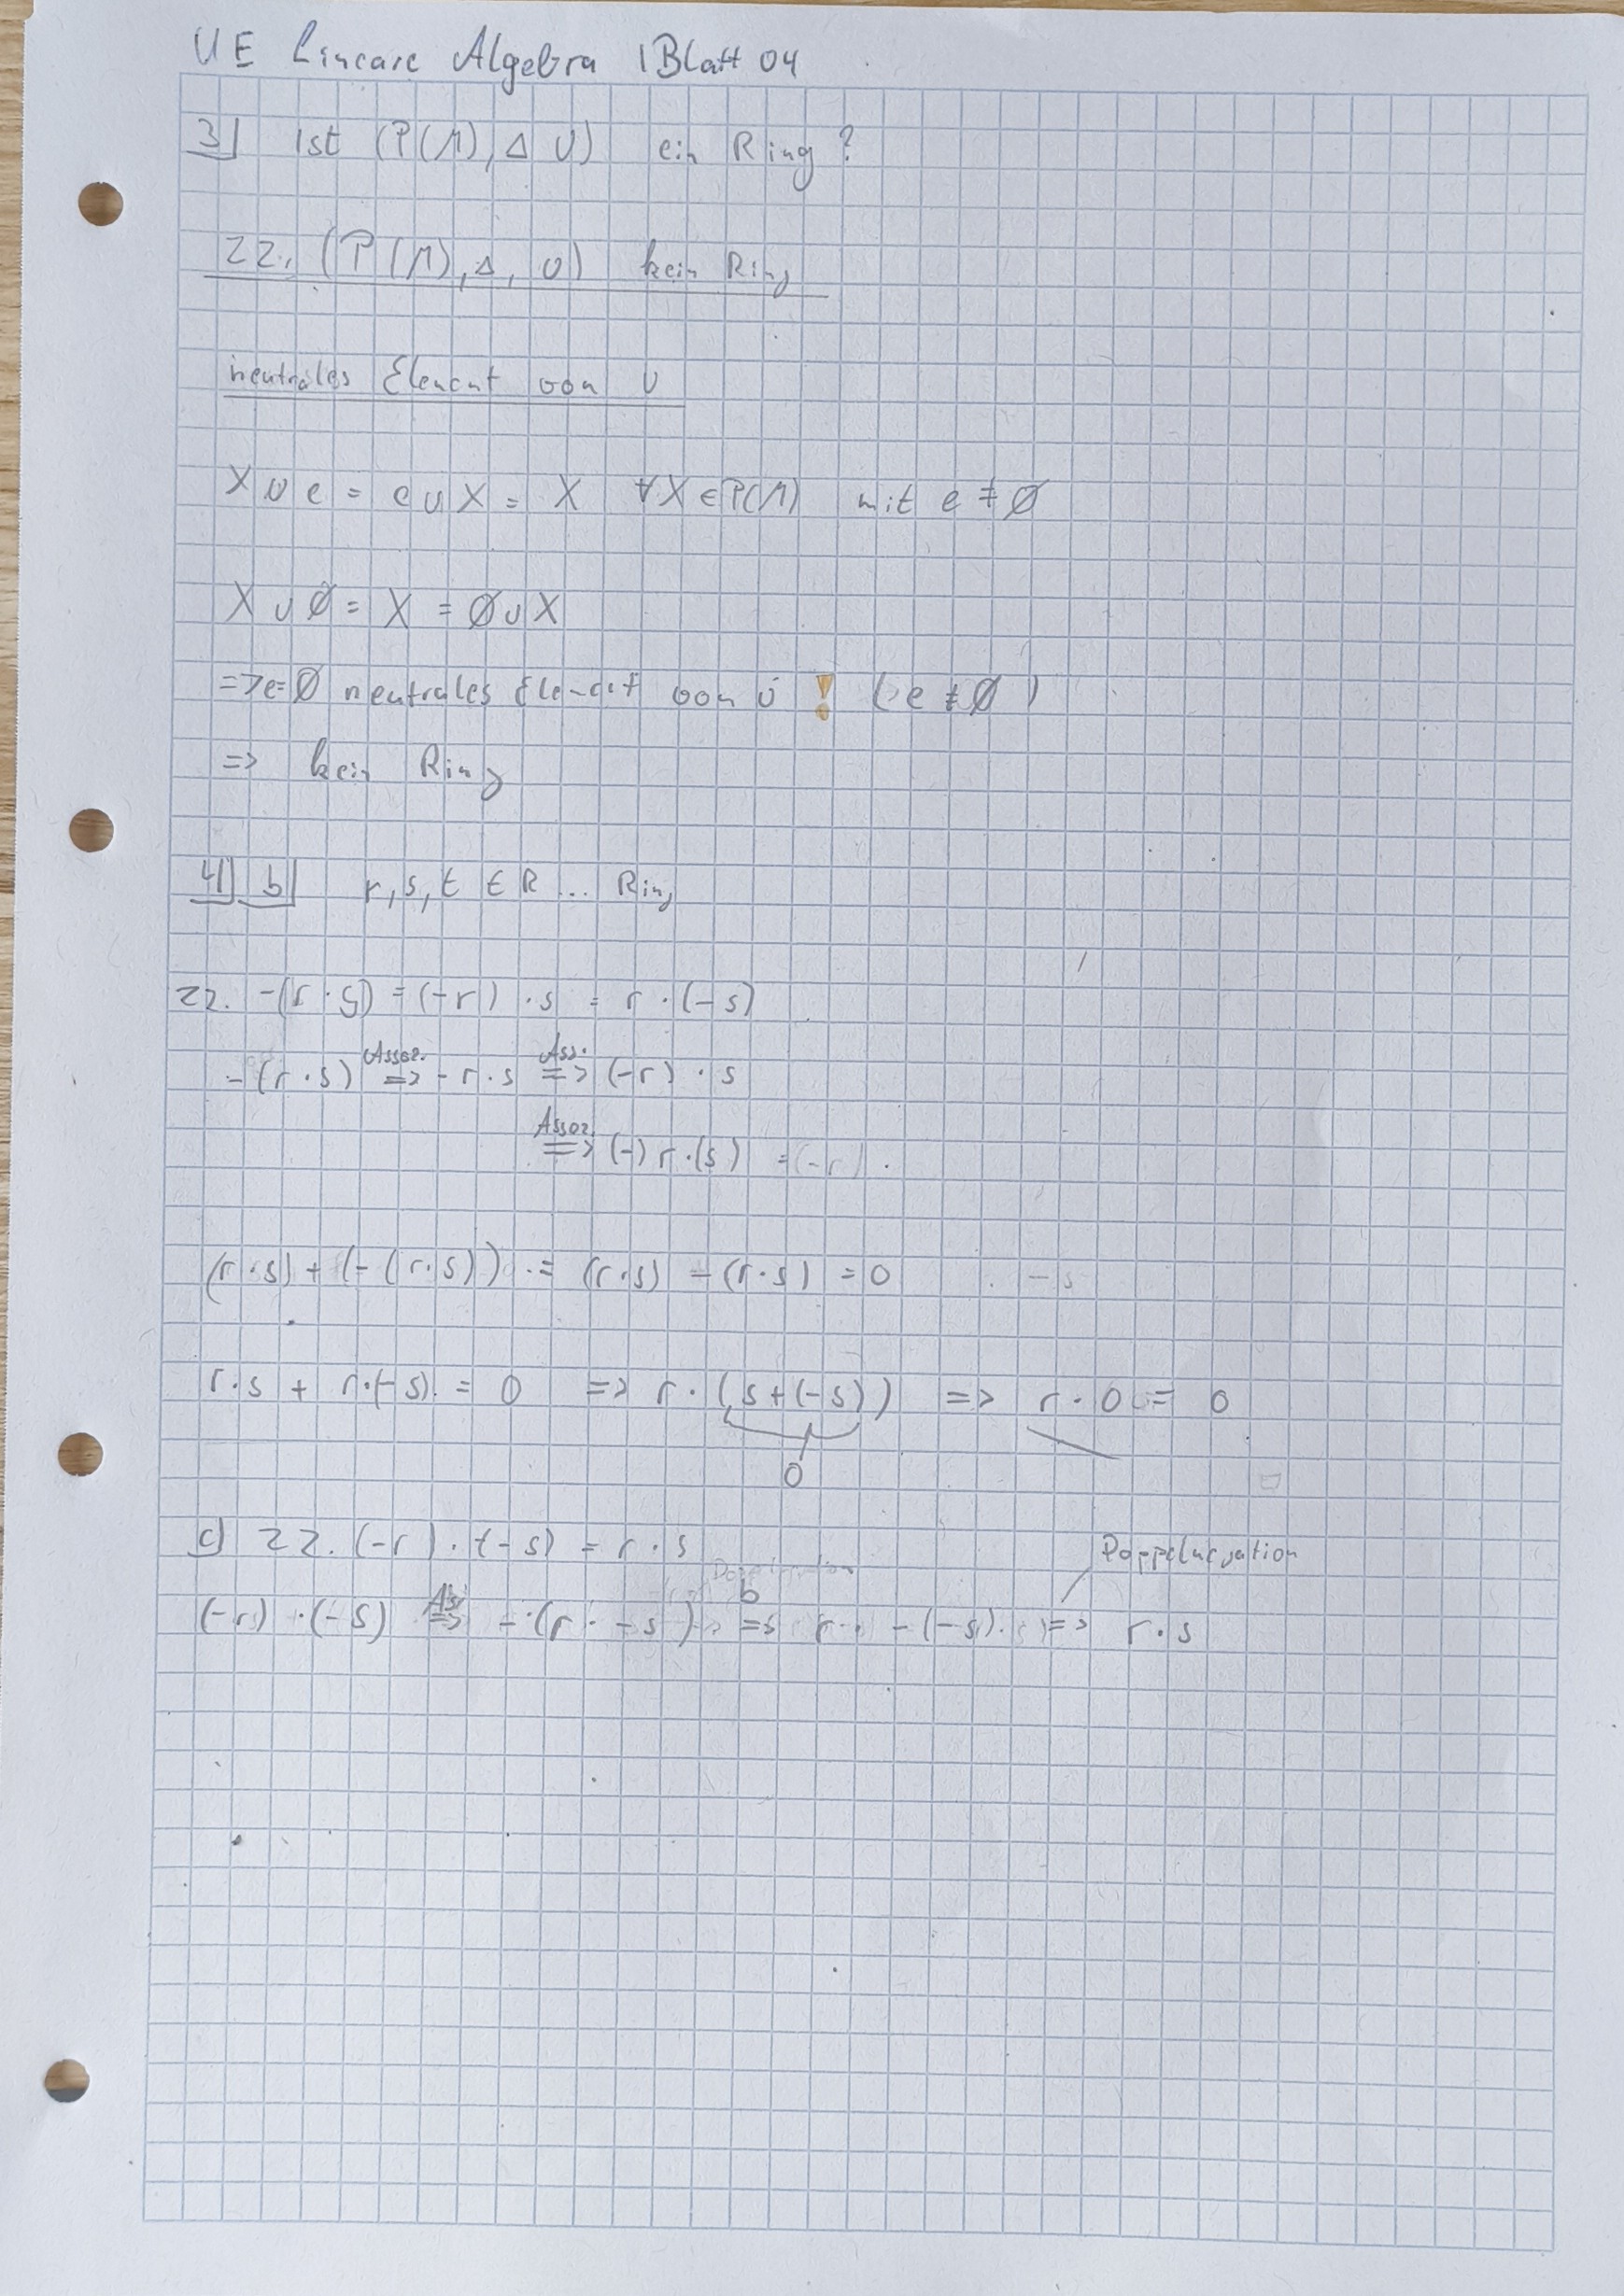 UE Lineare Algebra 1 Blatt 04
3) Ist (P(M), Δ ∪) ein Ring?
ZZ. (P(M), Δ, ∪) kein Ring
neutrales Element von ∪
X ∪ e = e ∪ X = X ∀X ∈ P(M) mit e ≠ ∅
X ∪ ∅ = X = ∅ ∪ X
=> e = ∅ neutrales Element von ∪ ! (e ≠ ∅)
=> kein Ring
4) b) r, s, t ∈ R ... Ring
ZZ. -(r · s) = (-r) · s = r · (-s)
-(r · s) Assoz. => - r · s Ass. => (-r) · s
Assoz. => (-) r · (s) = (-r) ·
(r · s) + (-(r · s)) = (r · s) - (r · s) = 0 - s
r · s + r · (-s) = 0 => r · (s + (-s)) => r · 0 = 0
0
c) ZZ. (-r) · (-s) = r · s
Doppelnegation
(-r) · (-s) Ass => - (r · -s) b => r · -(-s) => r · s